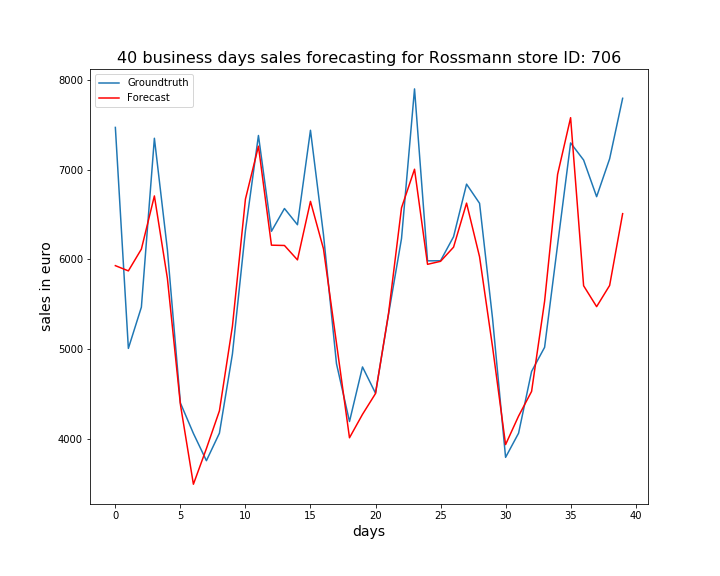 40 business days sales forecasting for Rossmann store ID: 706
Groundtruth
Forecast
sales in euro
8000
7000
6000
5000
4000
0 5 10 15 20 25 30 35 40
days